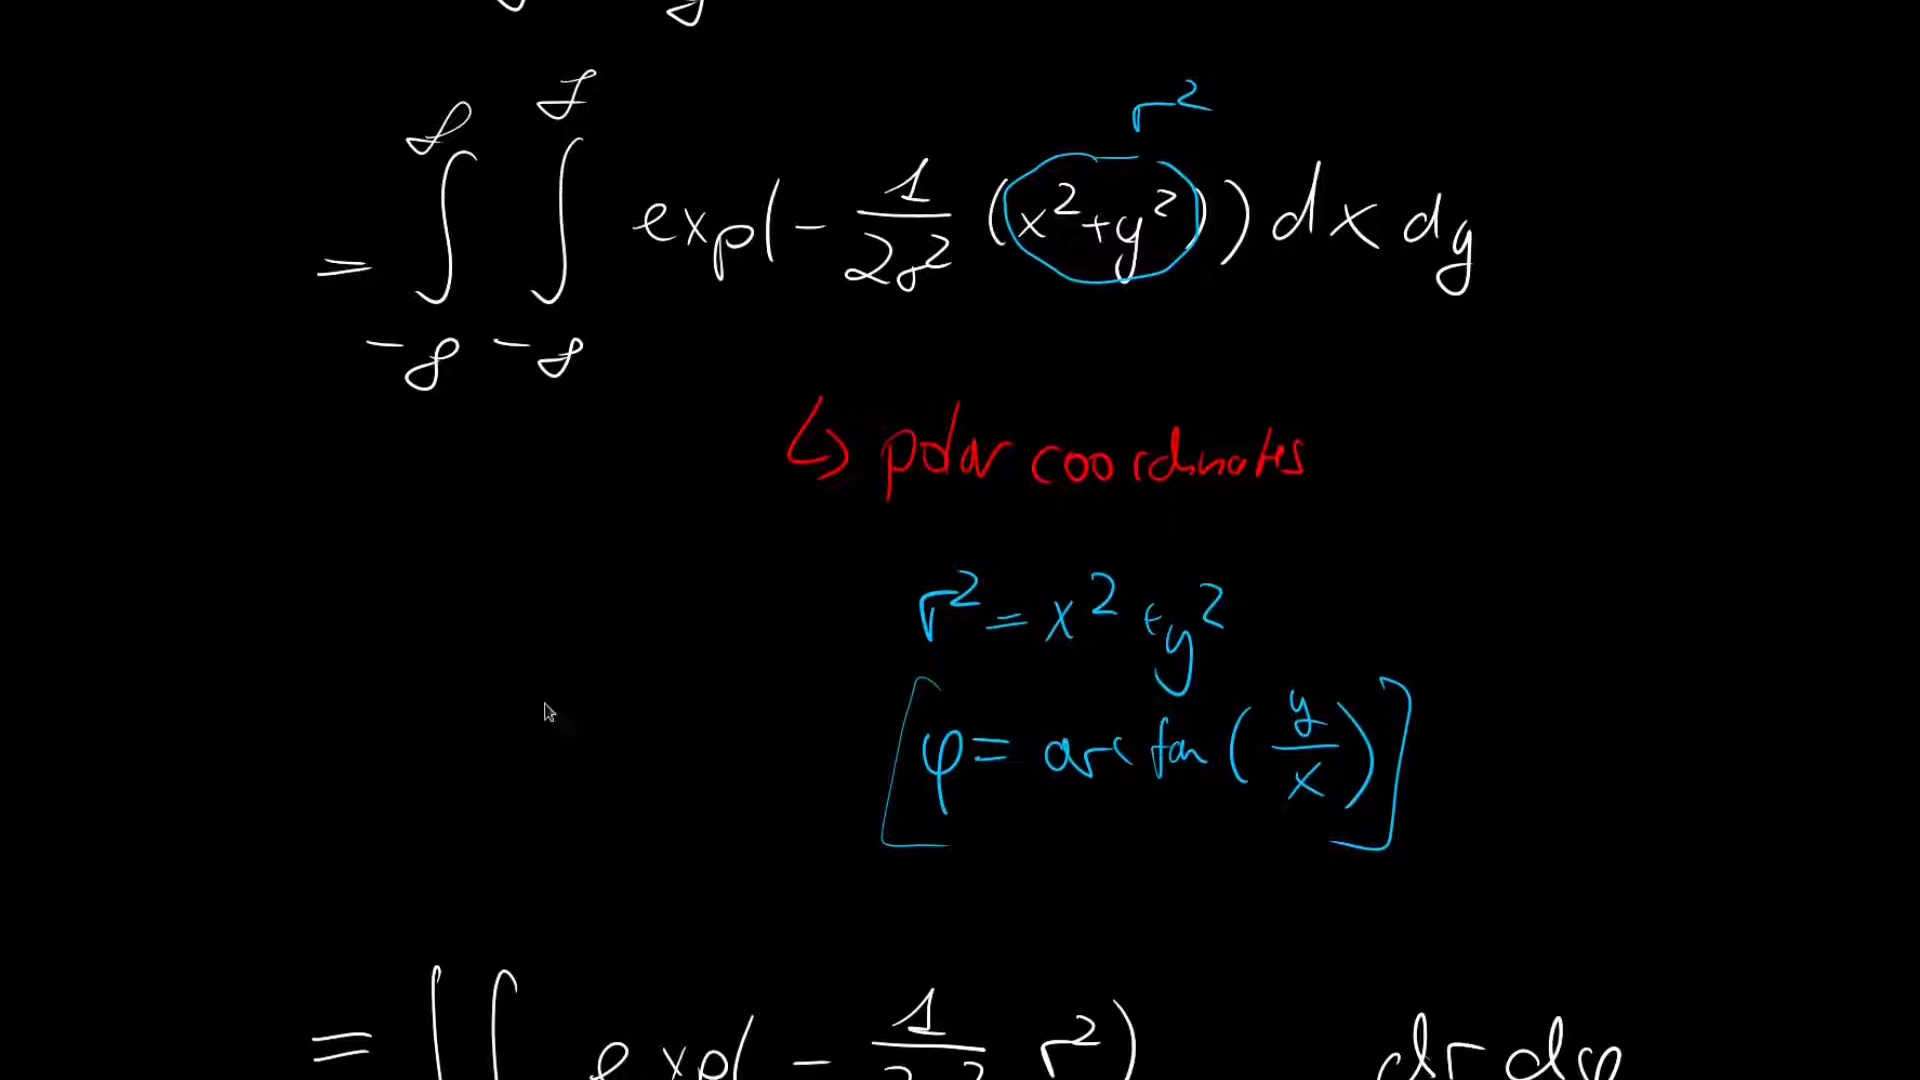 = ∫_{-∞}^{∞} ∫_{-∞}^{∞} exp(-1/(2σ²) (x²+y²)) dx dy
r²
↳ polar coordinates
r² = x² + y²
[φ = arctan(y/x)]
= ∫∫ exp(-1/(2σ²) r²) dr dφ